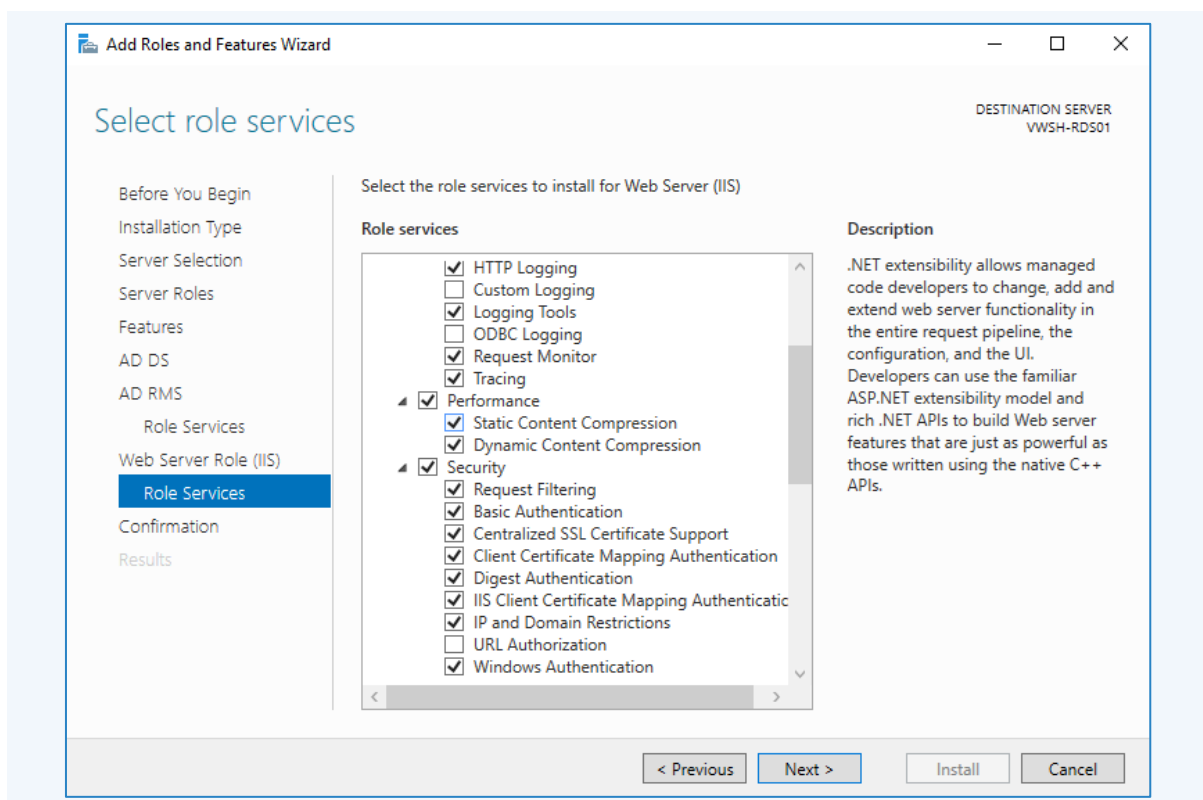 Add Roles and Features Wizard
Select role services
DESTINATION SERVER
VWSH-RDS01
Before You Begin
Installation Type
Server Selection
Server Roles
Features
AD DS
AD RMS
Role Services
Web Server Role (IIS)
Role Services
Confirmation
Results
Select the role services to install for Web Server (IIS)
Role services
HTTP Logging
Custom Logging
Logging Tools
ODBC Logging
Request Monitor
Tracing
Performance
Static Content Compression
Dynamic Content Compression
Security
Request Filtering
Basic Authentication
Centralized SSL Certificate Support
Client Certificate Mapping Authentication
Digest Authentication
IIS Client Certificate Mapping Authenticatic
IP and Domain Restrictions
URL Authorization
Windows Authentication
Description
.NET extensibility allows managed
code developers to change, add and
extend web server functionality in
the entire request pipeline, the
configuration, and the UI.
Developers can use the familiar
ASP.NET extensibility model and
rich .NET APIs to build Web server
features that are just as powerful as
those written using the native C++
APIs.
< Previous
Next >
Install
Cancel